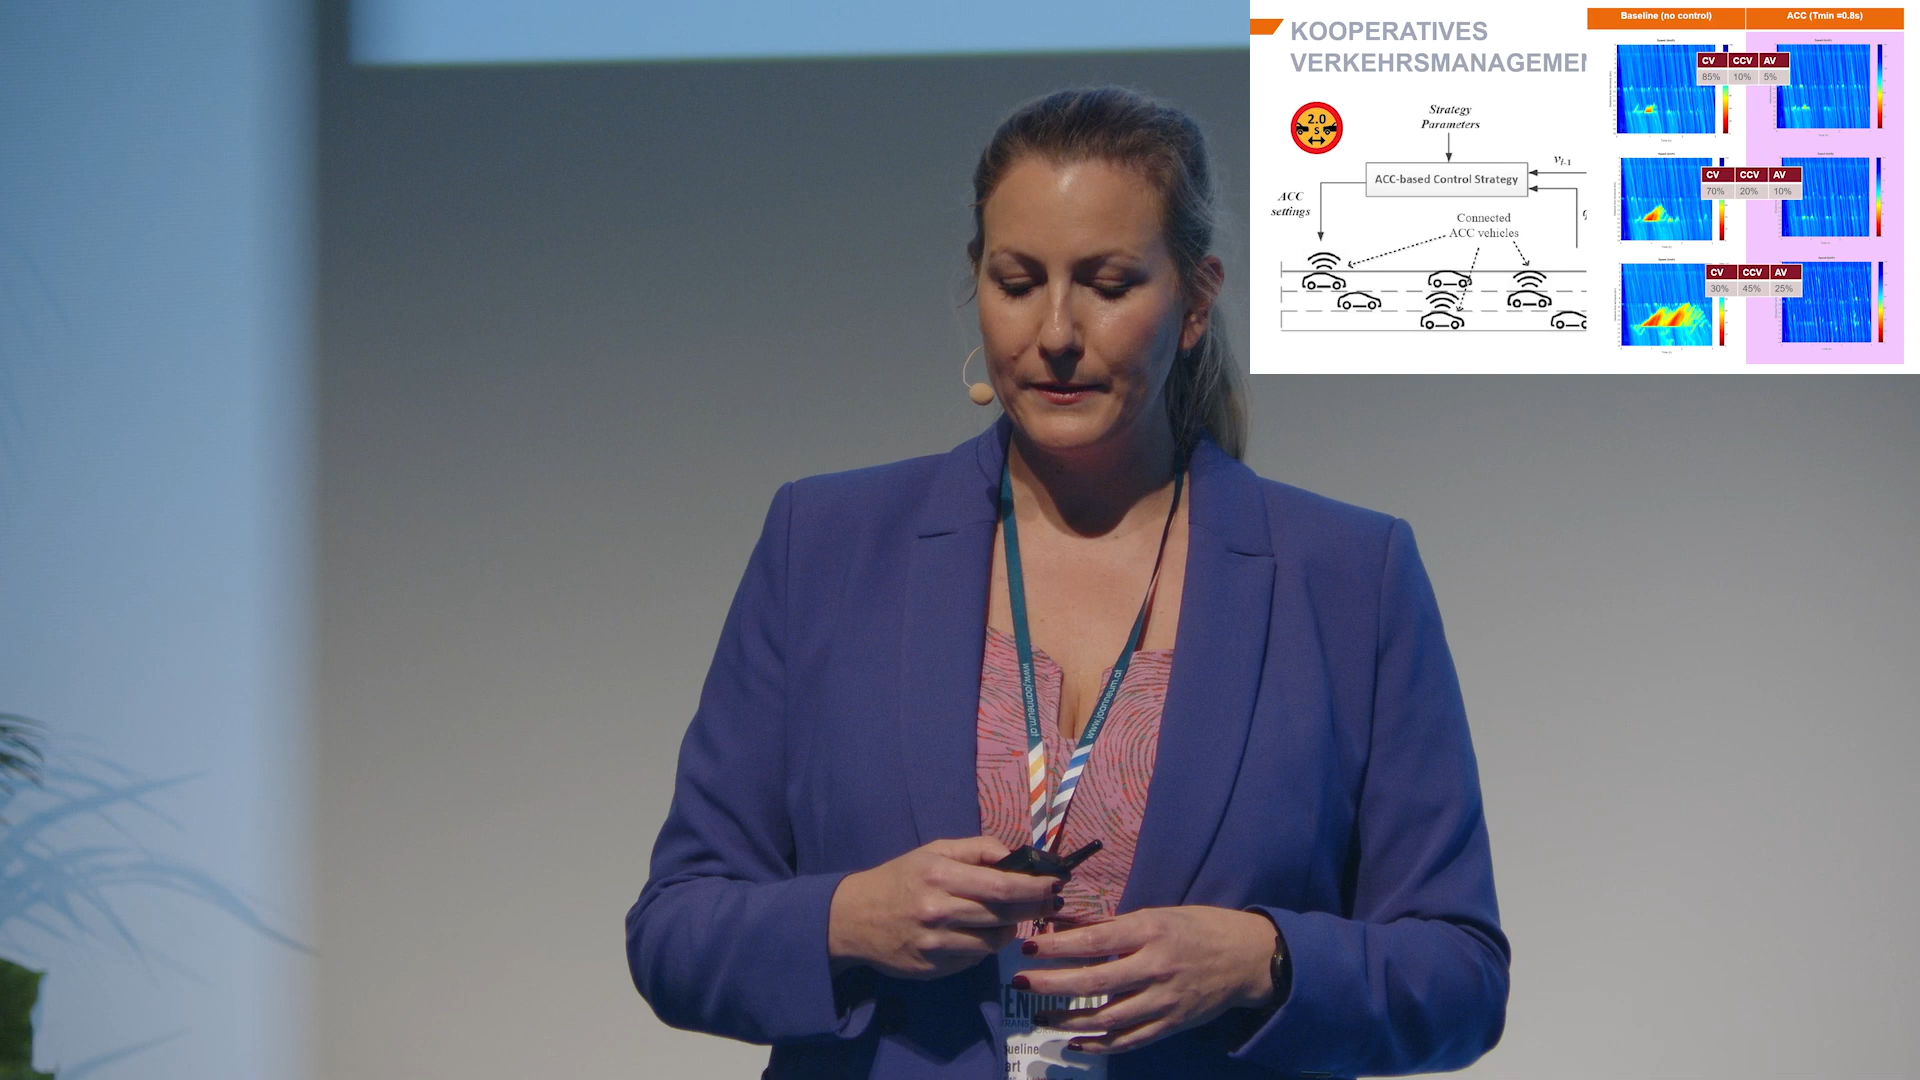 KOOPERATIVES
VERKEHRSMANAGEMEN
2.0
s
Strategy
Parameters
ACC-based Control Strategy
ACC
settings
Connected
ACC vehicles
Baseline (no control)
ACC (Tmin =0.8s)
CV CCV AV
85% 10% 5%
CV CCV AV
70% 20% 10%
CV CCV AV
30% 45% 25%
www.joanneum.at
www.joanneum.at
ueline
art